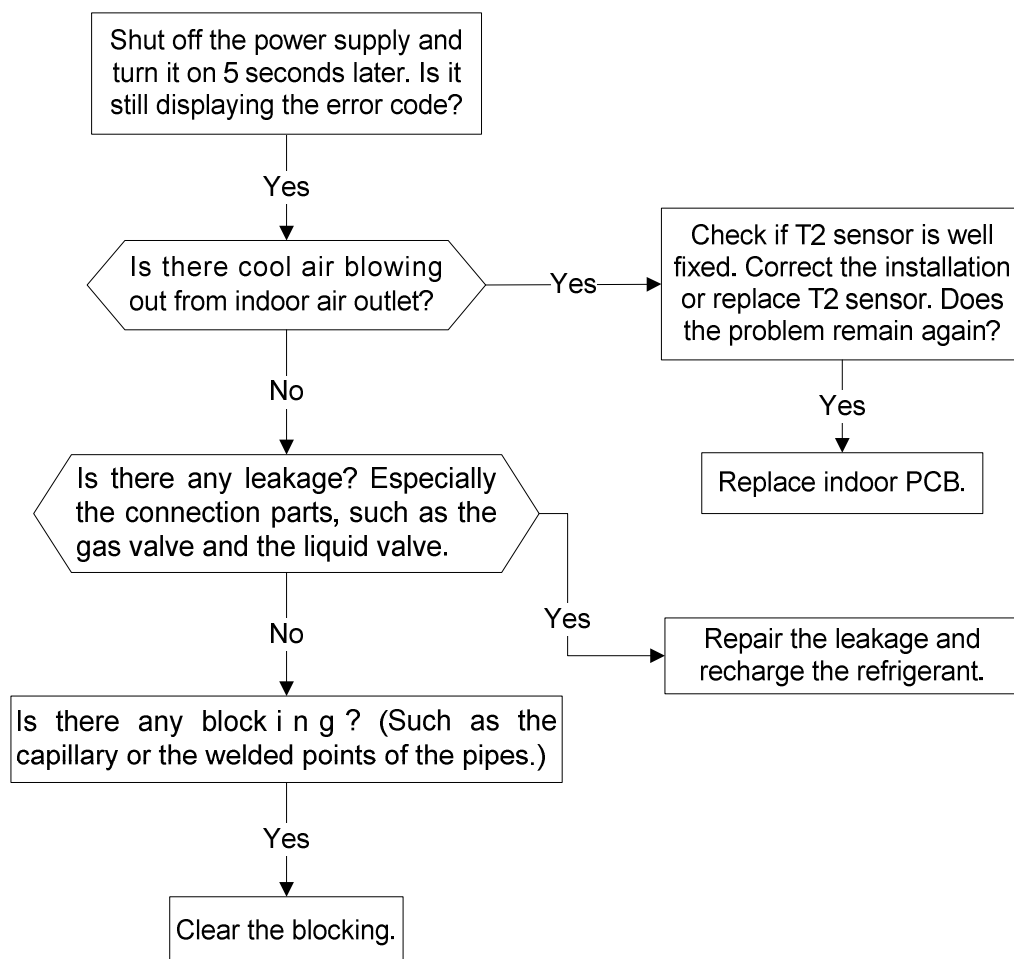 Shut off the power supply and
turn it on 5 seconds later. Is it
still displaying the error code?
Yes
Is there cool air blowing
out from indoor air outlet?
Yes
Check if T2 sensor is well
fixed. Correct the installation
or replace T2 sensor. Does
the problem remain again?
Yes
Replace indoor PCB.
No
Is there any leakage? Especially
the connection parts, such as the
gas valve and the liquid valve.
Yes
Repair the leakage and
recharge the refrigerant.
No
Is there any blocking? (Such as the
capillary or the welded points of the pipes.)
Yes
Clear the blocking.